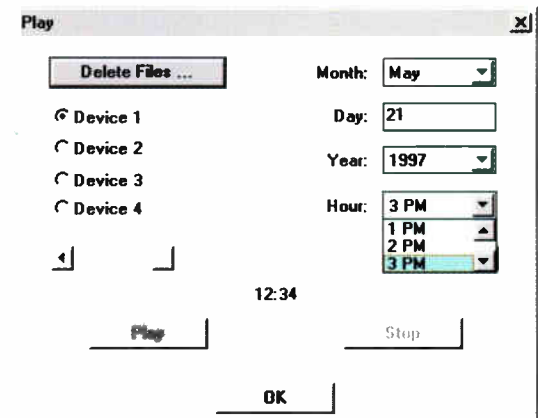 Play
Delete Files ...
Month: May
Device 1
Day: 21
Device 2
Year: 1997
Device 3
Device 4
Hour: 3 PM
1 PM
2 PM
3 PM
12:34
Play
Stop
OK